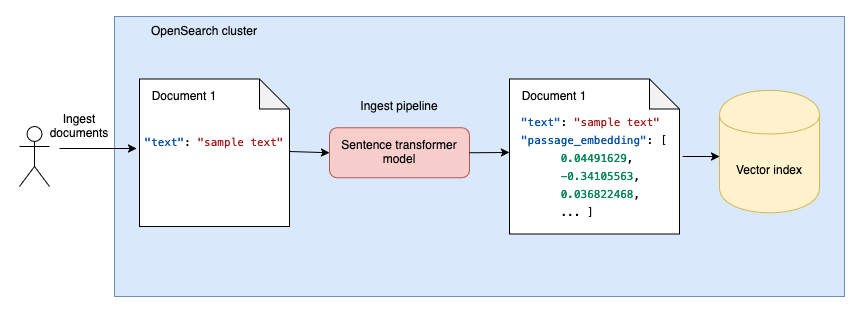 OpenSearch cluster
Ingest
documents
Document 1
"text": "sample text"
Ingest pipeline
Sentence transformer
model
Document 1
"text": "sample text"
"passage_embedding": [
0.04491629,
-0.34105563,
0.036822468,
... ]
Vector index